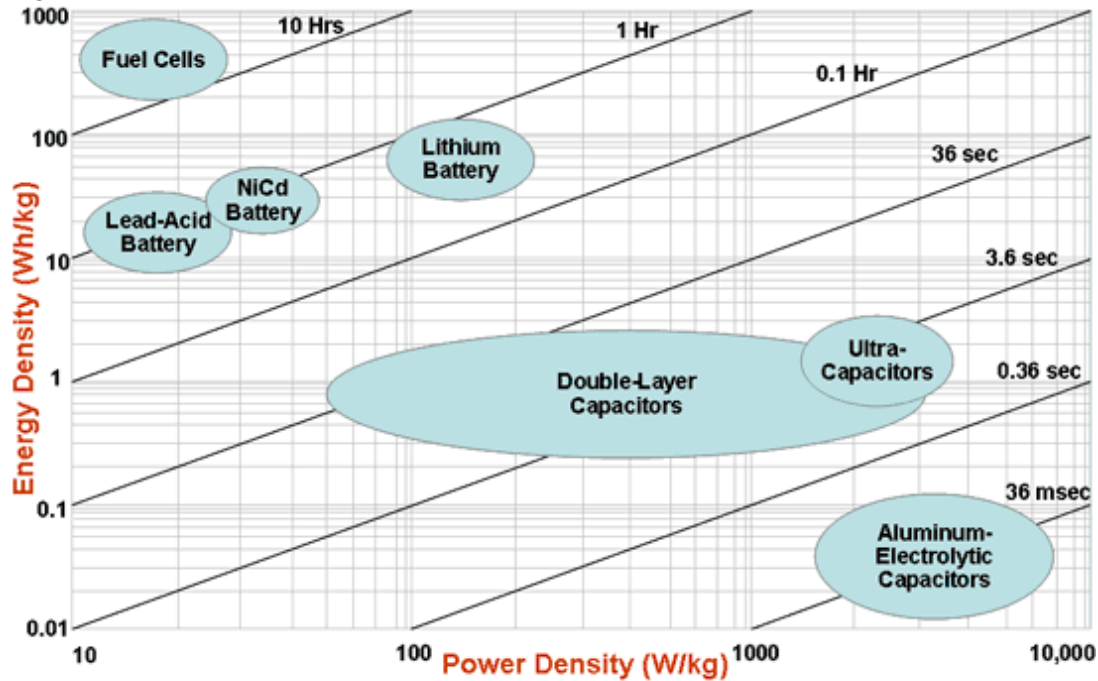 1000
10 Hrs
1 Hr
Fuel Cells
0.1 Hr
100
Lithium
Battery
36 sec
NiCd
Battery
Lead-Acid
Battery
10
3.6 sec
Energy Density (Wh/kg)
Ultra-
Capacitors
0.36 sec
1
Double-Layer
Capacitors
0.1
36 msec
Aluminum-
Electrolytic
Capacitors
0.01
10
100
Power Density (W/kg)
1000
10,000